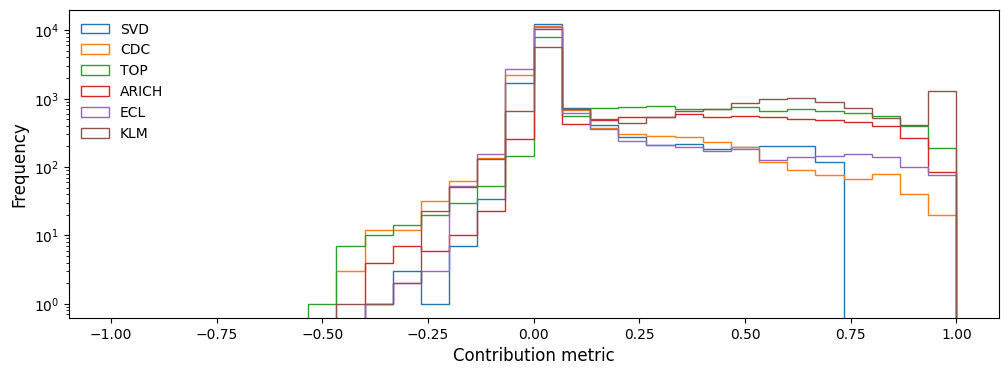 10⁴
10³
10²
10¹
10⁰
Frequency
SVD
CDC
TOP
ARICH
ECL
KLM
−1.00 −0.75 −0.50 −0.25 0.00 0.25 0.50 0.75 1.00
Contribution metric